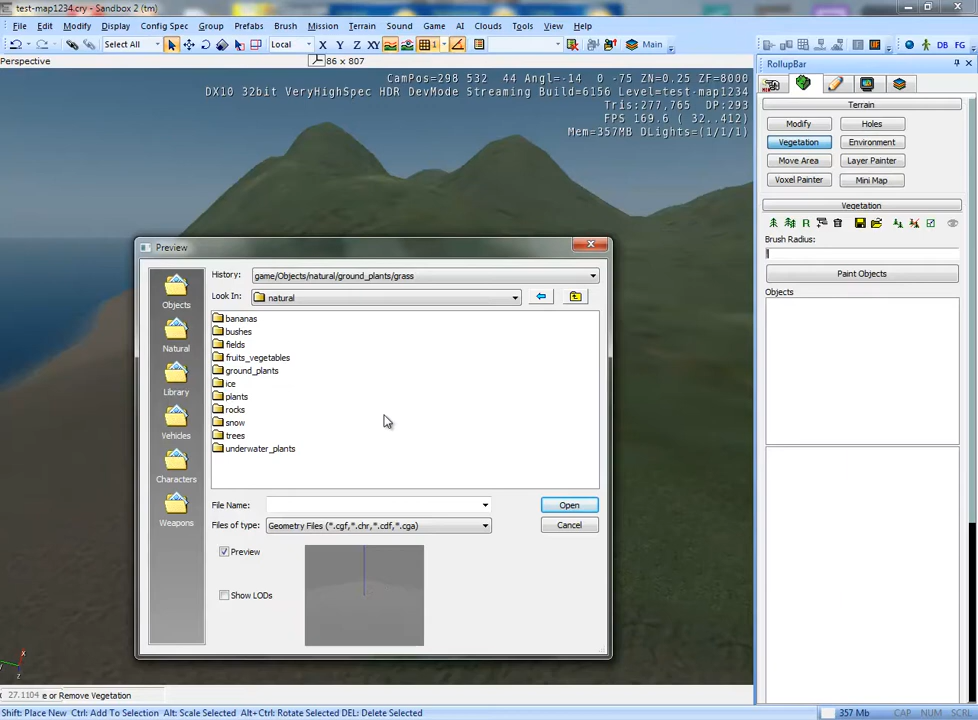 test-map1234.cry - Sandbox 2 (tm)
File Edit Modify Display Config Spec Group Prefabs Brush Mission Terrain Sound Game AI Clouds Tools View Help
Select All Local X Y Z XY 1 Main DB FG
Perspective 86 x 807
RollupBar
CamPos=298 532 44 Angl=-14 0 -75 ZN=0.25 ZF=8000
DX10 32bit VeryHighSpec HDR DevMode Streaming Build=6156 Level=test-map1234
Tris:277,765 DP:293
FPS 169.6 ( 32..412)
Mem=357MB DLights=(1/1/1)
Terrain
Modify Holes
Vegetation Environment
Move Area Layer Painter
Voxel Painter Mini Map
Vegetation
Brush Radius:
Paint Objects
Objects
Preview
History: game/Objects/natural/ground_plants/grass
Look In: natural
Objects
Natural
Library
Vehicles
Characters
Weapons
bananas
bushes
fields
fruits_vegetables
ground_plants
ice
plants
rocks
snow
trees
underwater_plants
File Name: Open
Files of type: Geometry Files (*.cgf,*.chr,*.cdf,*.cga) Cancel
Preview
Show LODs
27.1104 e or Remove Vegetation
Shift: Place New Ctrl: Add To Selection Alt: Scale Selected Alt+Ctrl: Rotate Selected DEL: Delete Selected
357 Mb CAP NUM SCRL